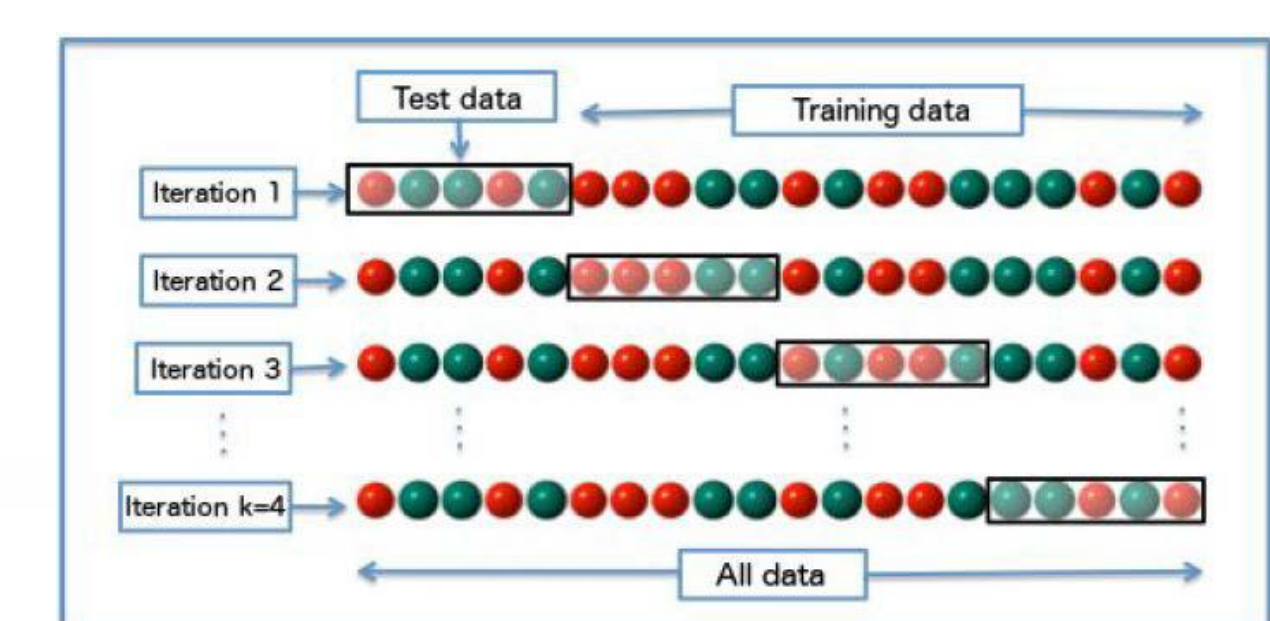 Test data
Training data
Iteration 1
Iteration 2
Iteration 3
Iteration k=4
All data